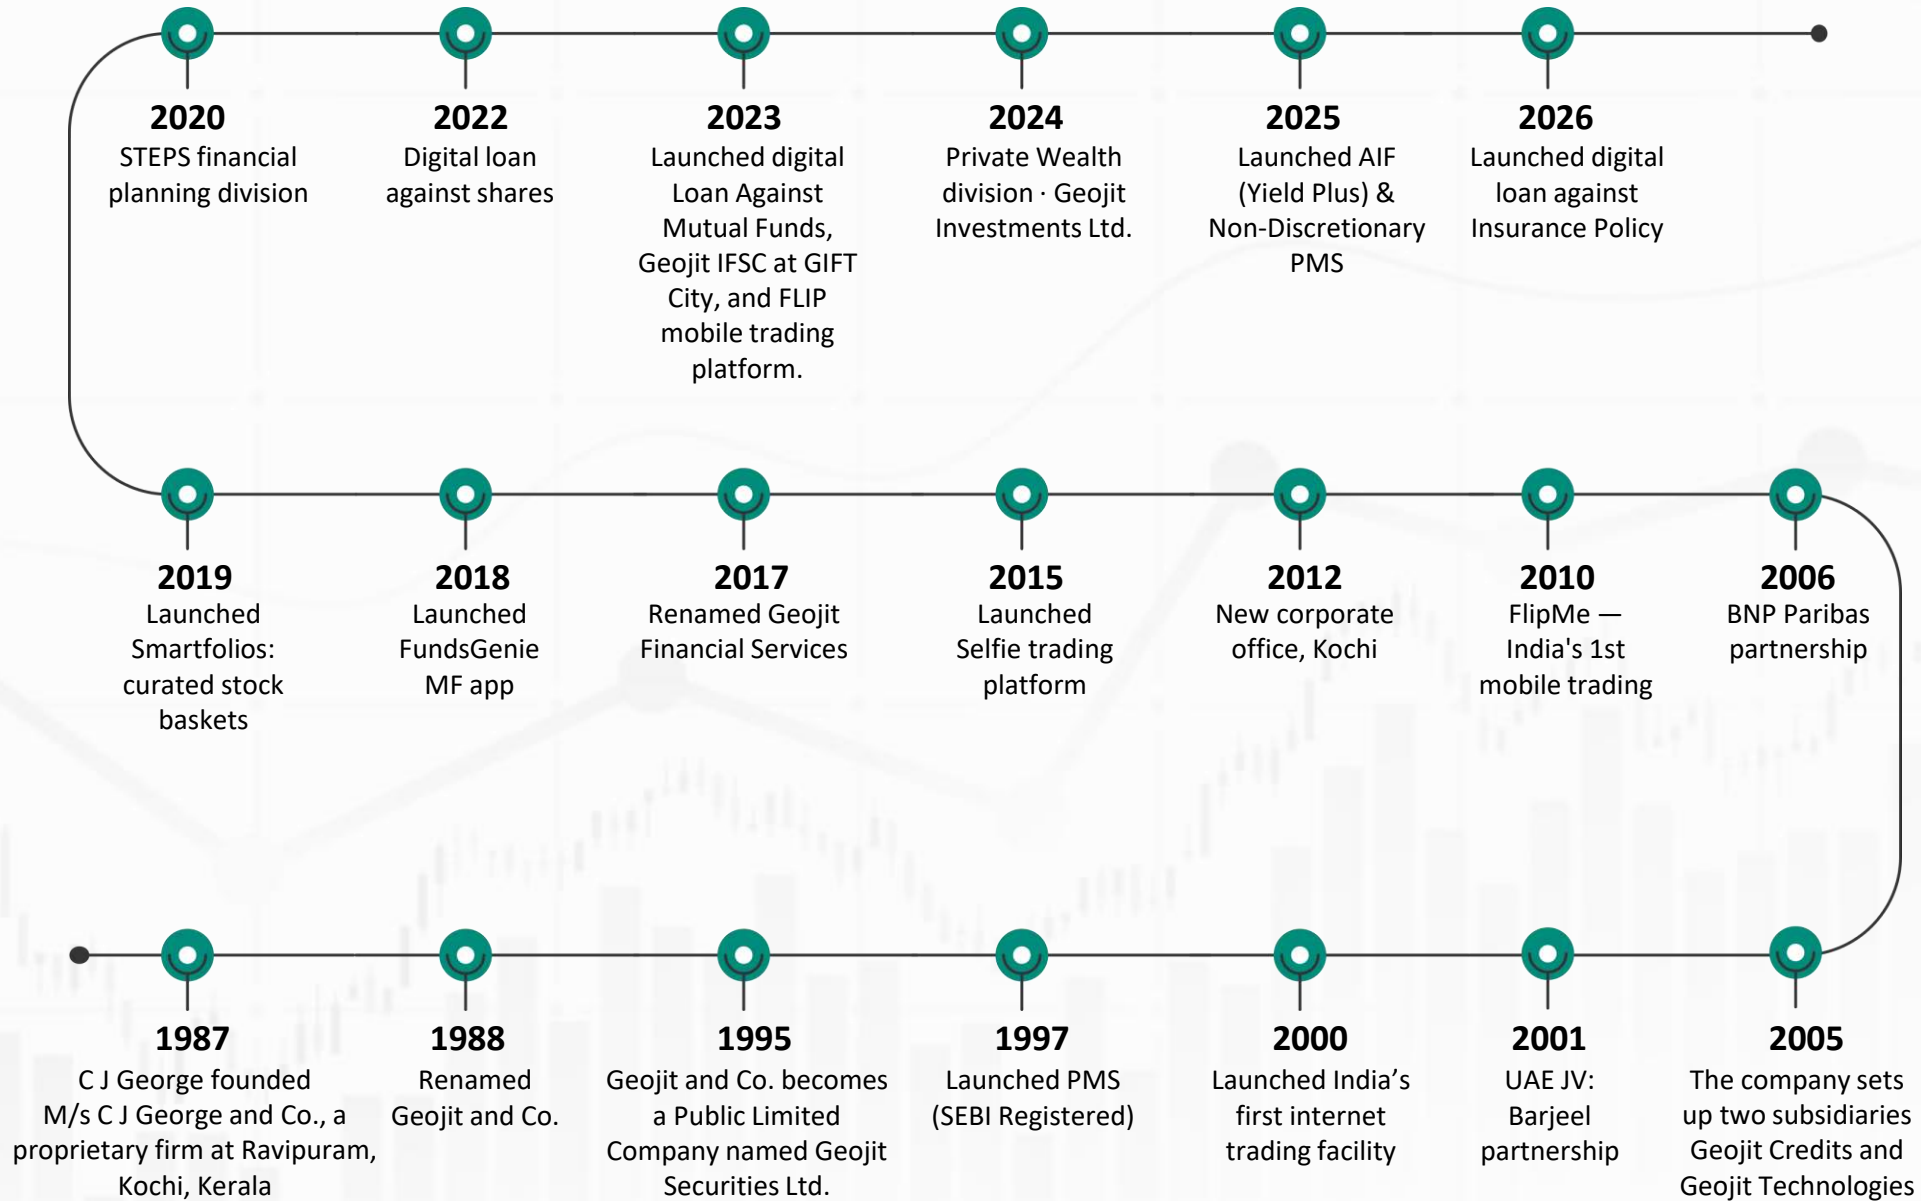 2020
STEPS financial
planning division
2022
Digital loan
against shares
2023
Launched digital
Loan Against
Mutual Funds,
Geojit IFSC at GIFT
City, and FLIP
mobile trading
platform.
2024
Private Wealth
division · Geojit
Investments Ltd.
2025
Launched AIF
(Yield Plus) &
Non-Discretionary
PMS
2026
Launched digital
loan against
Insurance Policy
2019
Launched
Smartfolios:
curated stock
baskets
2018
Launched
FundsGenie
MF app
2017
Renamed Geojit
Financial Services
2015
Launched
Selfie trading
platform
2012
New corporate
office, Kochi
2010
FlipMe —
India's 1st
mobile trading
2006
BNP Paribas
partnership
1987
C J George founded
M/s C J George and Co., a
proprietary firm at Ravipuram,
Kochi, Kerala
1988
Renamed
Geojit and Co.
1995
Geojit and Co. becomes
a Public Limited
Company named Geojit
Securities Ltd.
1997
Launched PMS
(SEBI Registered)
2000
Launched India’s
first internet
trading facility
2001
UAE JV:
Barjeel
partnership
2005
The company sets
up two subsidiaries
Geojit Credits and
Geojit Technologies